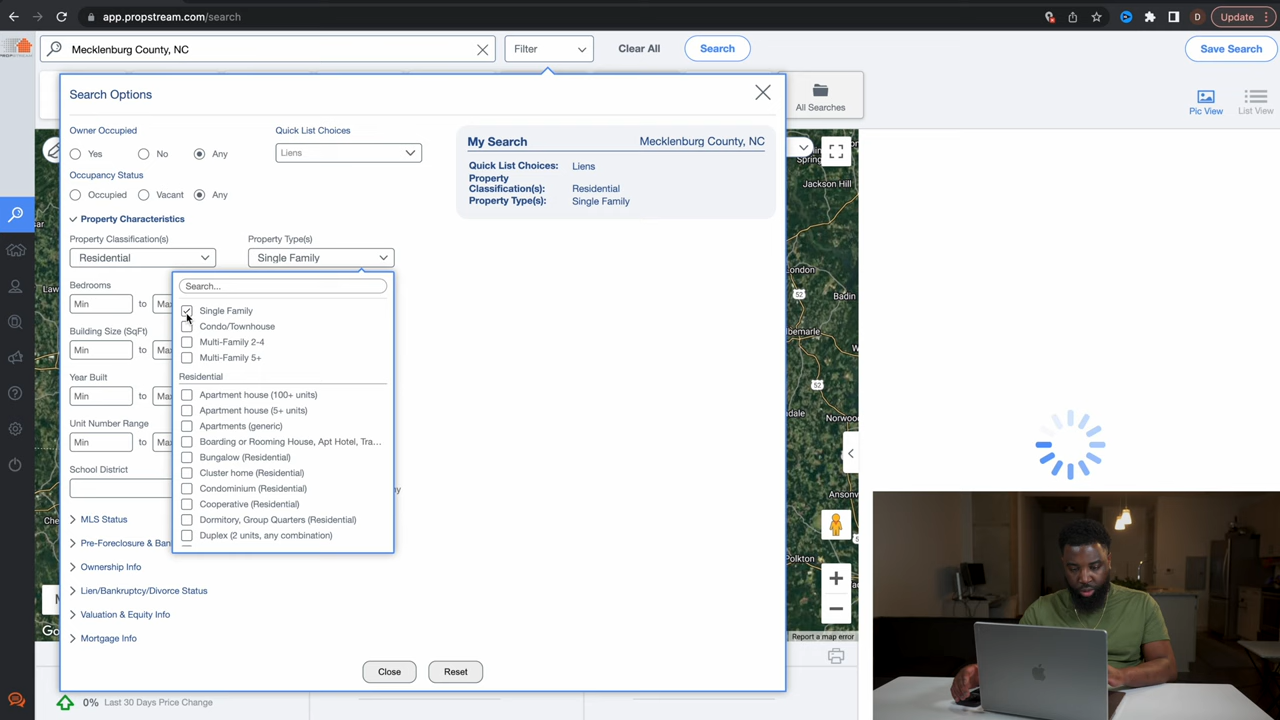 app.propstream.com/search
D
Update
Mecklenburg County, NC
Filter
Clear All
Search
Save Search
Search Options
All Searches
Pic View
List View
Owner Occupied
Yes
No
Any
Quick List Choices
Liens
Occupancy Status
Occupied
Vacant
Any
Property Characteristics
Property Classification(s)
Residential
Property Type(s)
Single Family
Search...
Single Family
Condo/Townhouse
Multi-Family 2-4
Multi-Family 5+
Residential
Apartment house (100+ units)
Apartment house (5+ units)
Apartments (generic)
Boarding or Rooming House, Apt Hotel, Tra...
Bungalow (Residential)
Cluster home (Residential)
Condominium (Residential)
Cooperative (Residential)
Dormitory, Group Quarters (Residential)
Duplex (2 units, any combination)
Bedrooms
Min
to
Building Size (SqFt)
Min
to
Year Built
Min
to
Unit Number Range
Min
to
School District
MLS Status
Pre-Foreclosure & Ban
Ownership Info
Lien/Bankruptcy/Divorce Status
Valuation & Equity Info
Mortgage Info
Close
Reset
My Search
Mecklenburg County, NC
Quick List Choices:
Liens
Property
Classification(s):
Residential
Property Type(s):
Single Family
Jackson Hill
London
52
Badin
52
Norwoo
Polkton
Report a map error
0%
Last 30 Days Price Change